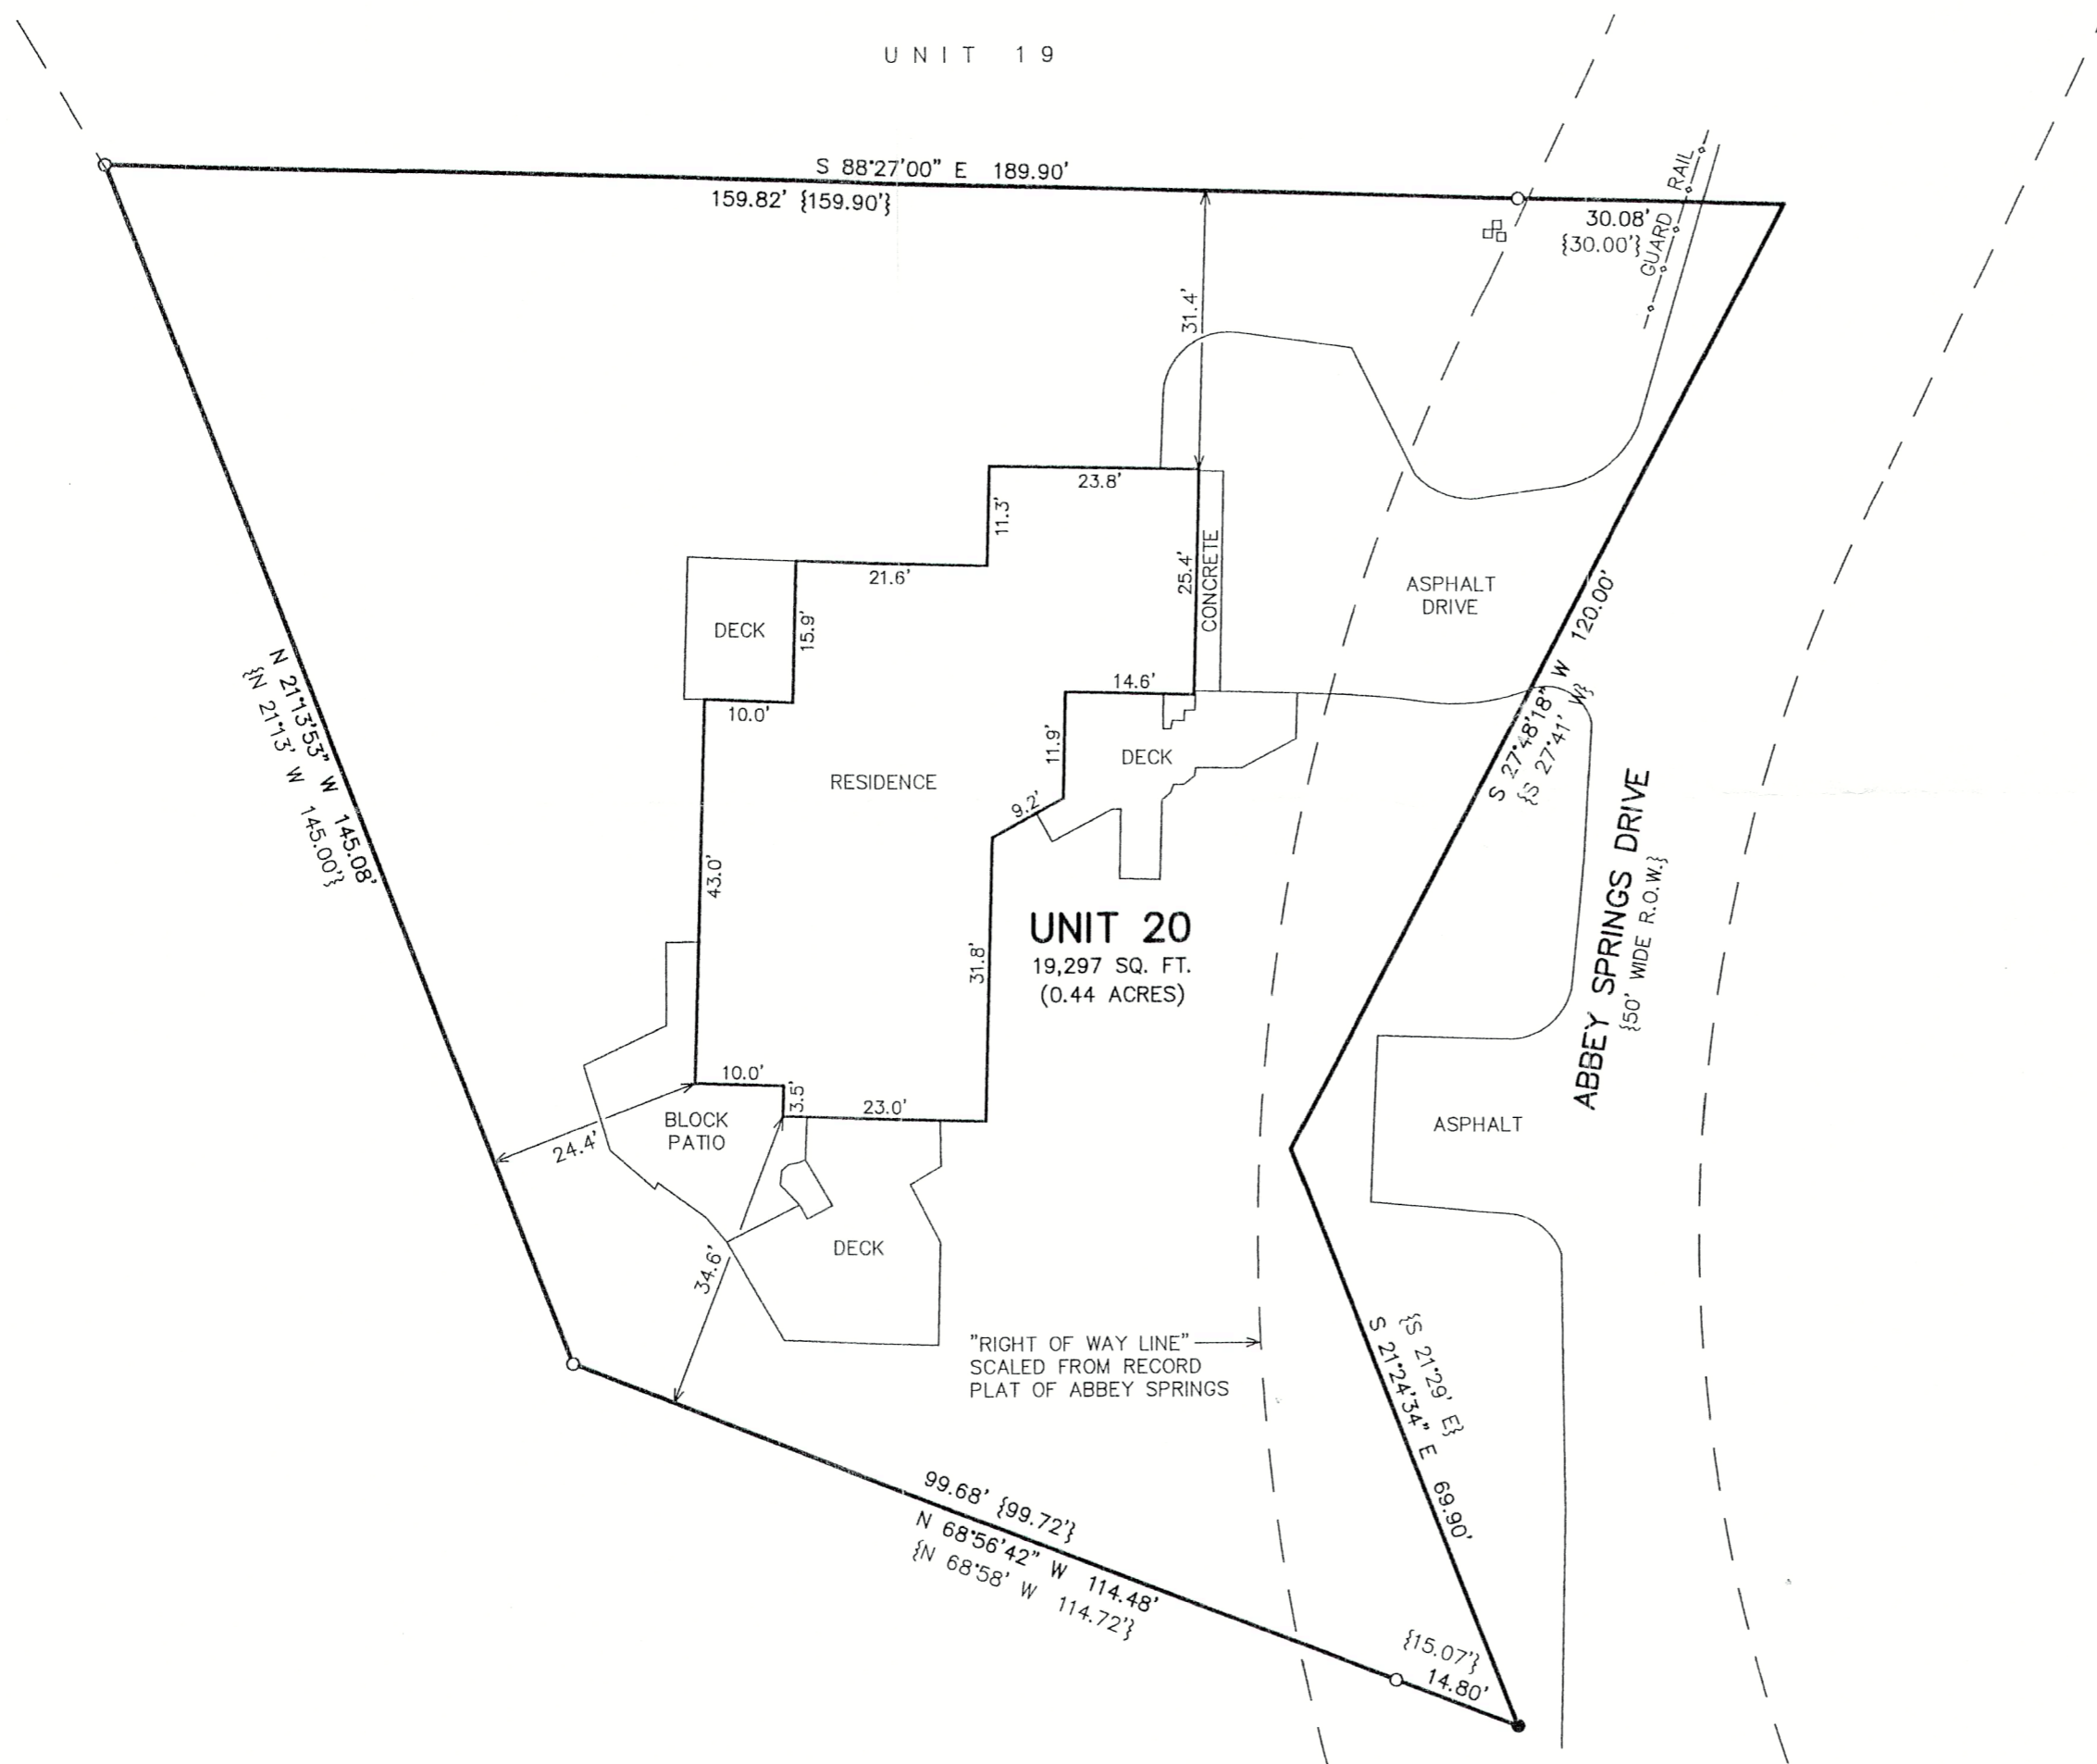 UNIT 19
S 88°27'00" E 189.90'
159.82' {159.90'}
30.08'
{30.00'}
GUARD RAIL
31.4'
23.8'
11.3'
21.6'
25.4'
CONCRETE
ASPHALT
DRIVE
S 27°48'18" W 120.00'
{S 27°41' W}
DECK
15.9'
10.0'
14.6'
11.9'
DECK
9.2'
RESIDENCE
N 21°13'53" W 145.08'
{N 21°13' W 145.00'}
43.0'
31.8'
UNIT 20
19,297 SQ. FT.
(0.44 ACRES)
ABBEY SPRINGS DRIVE
{50' WIDE R.O.W.}
ASPHALT
10.0'
3.5'
23.0'
BLOCK
PATIO
24.4'
34.6'
DECK
"RIGHT OF WAY LINE"
SCALED FROM RECORD
PLAT OF ABBEY SPRINGS
{S 21°29' E}
S 21°24'34" E 69.90'
99.68' {99.72'}
N 68°56'42" W 114.48'
{N 68°58' W 114.72'}
{15.07'}
14.80'